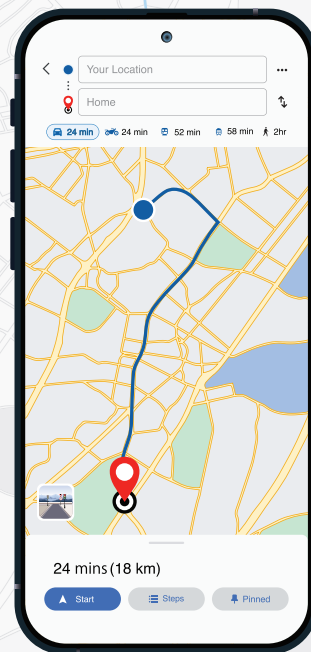 Your Location
Home
24 min 24 min 52 min 58 min 2hr
24 mins (18 km)
Start Steps Pinned